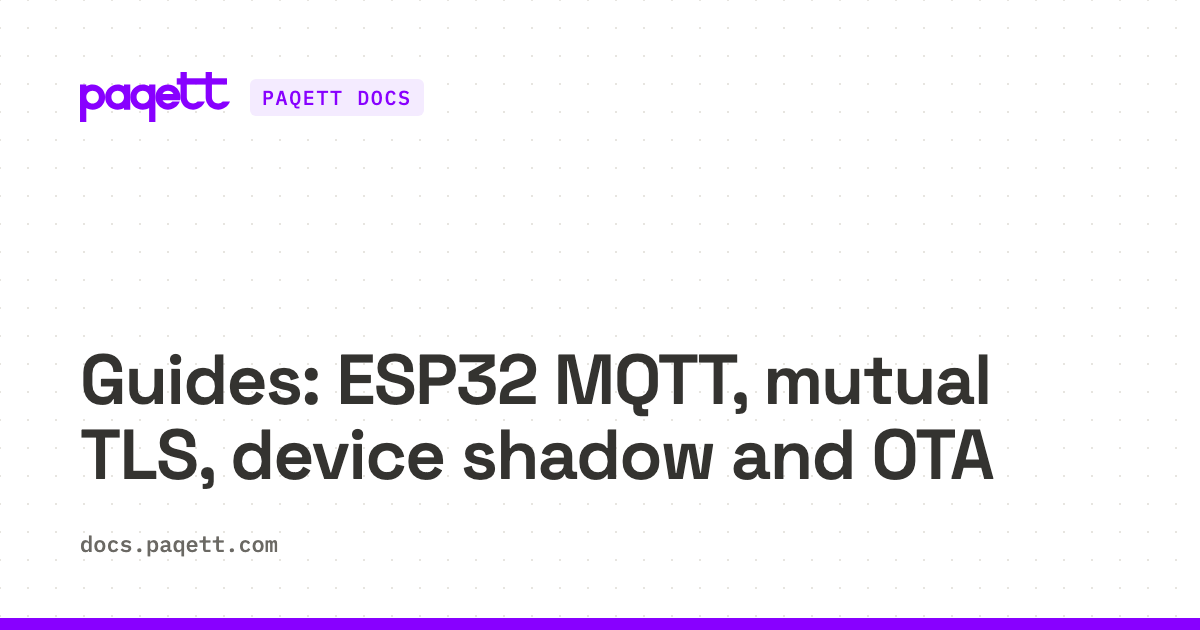 paqett
PAQETT DOCS
Guides: ESP32 MQTT, mutual
TLS, device shadow and OTA
docs.paqett.com